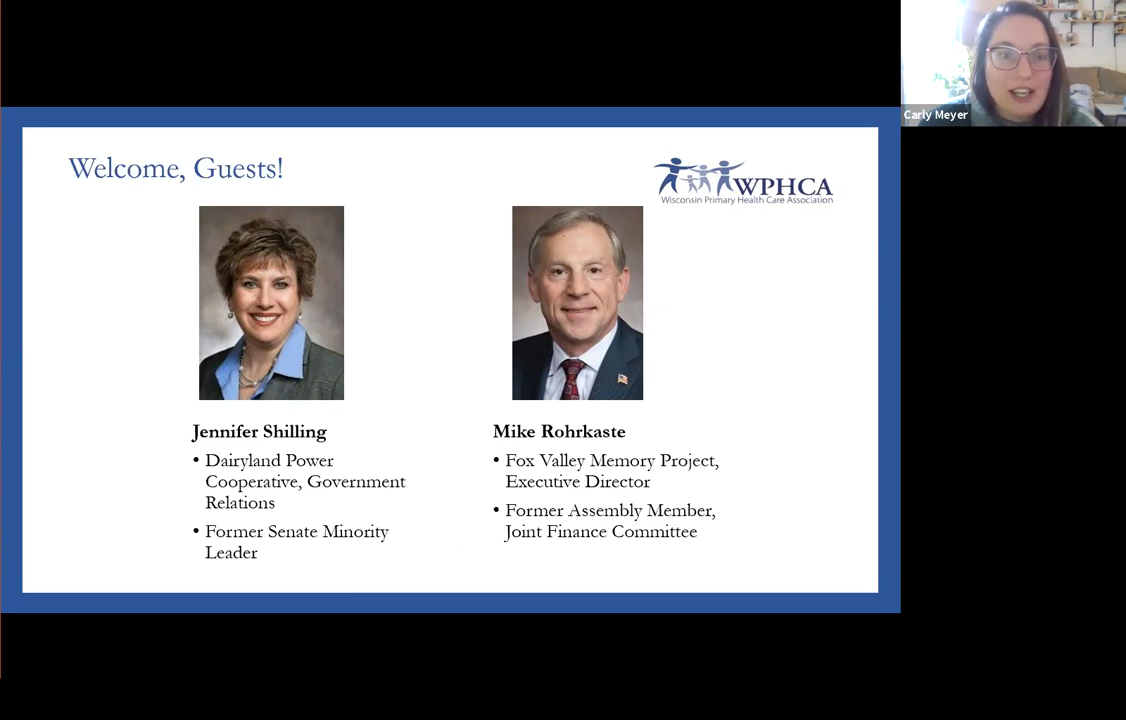 Carly Meyer
Welcome, Guests!
WPHCA
Wisconsin Primary Health Care Association
Jennifer Shilling
• Dairyland Power
Cooperative, Government
Relations
• Former Senate Minority
Leader
Mike Rohrkaste
• Fox Valley Memory Project,
Executive Director
• Former Assembly Member,
Joint Finance Committee